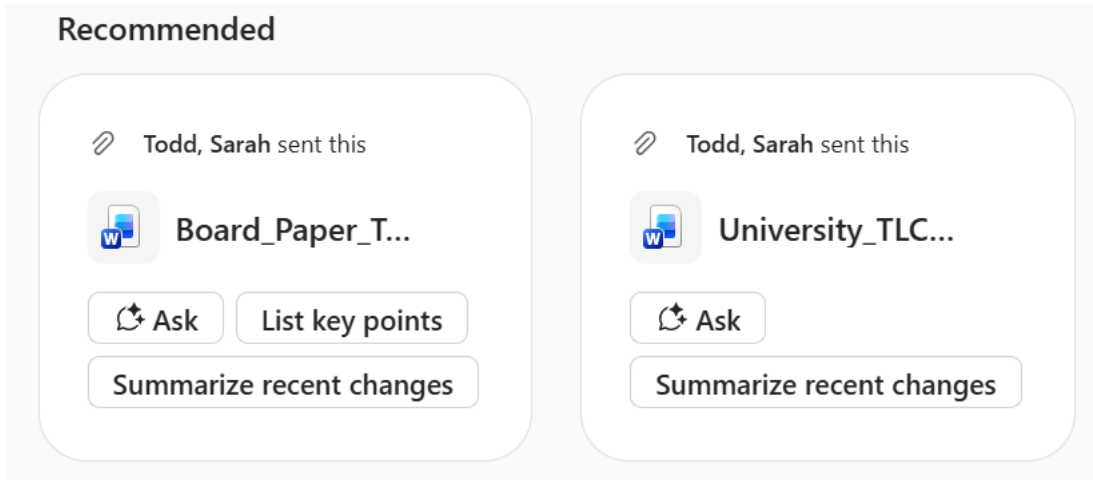 Recommended
Todd, Sarah sent this
Board_Paper_T...
Ask
List key points
Summarize recent changes
Todd, Sarah sent this
University_TLC...
Ask
Summarize recent changes